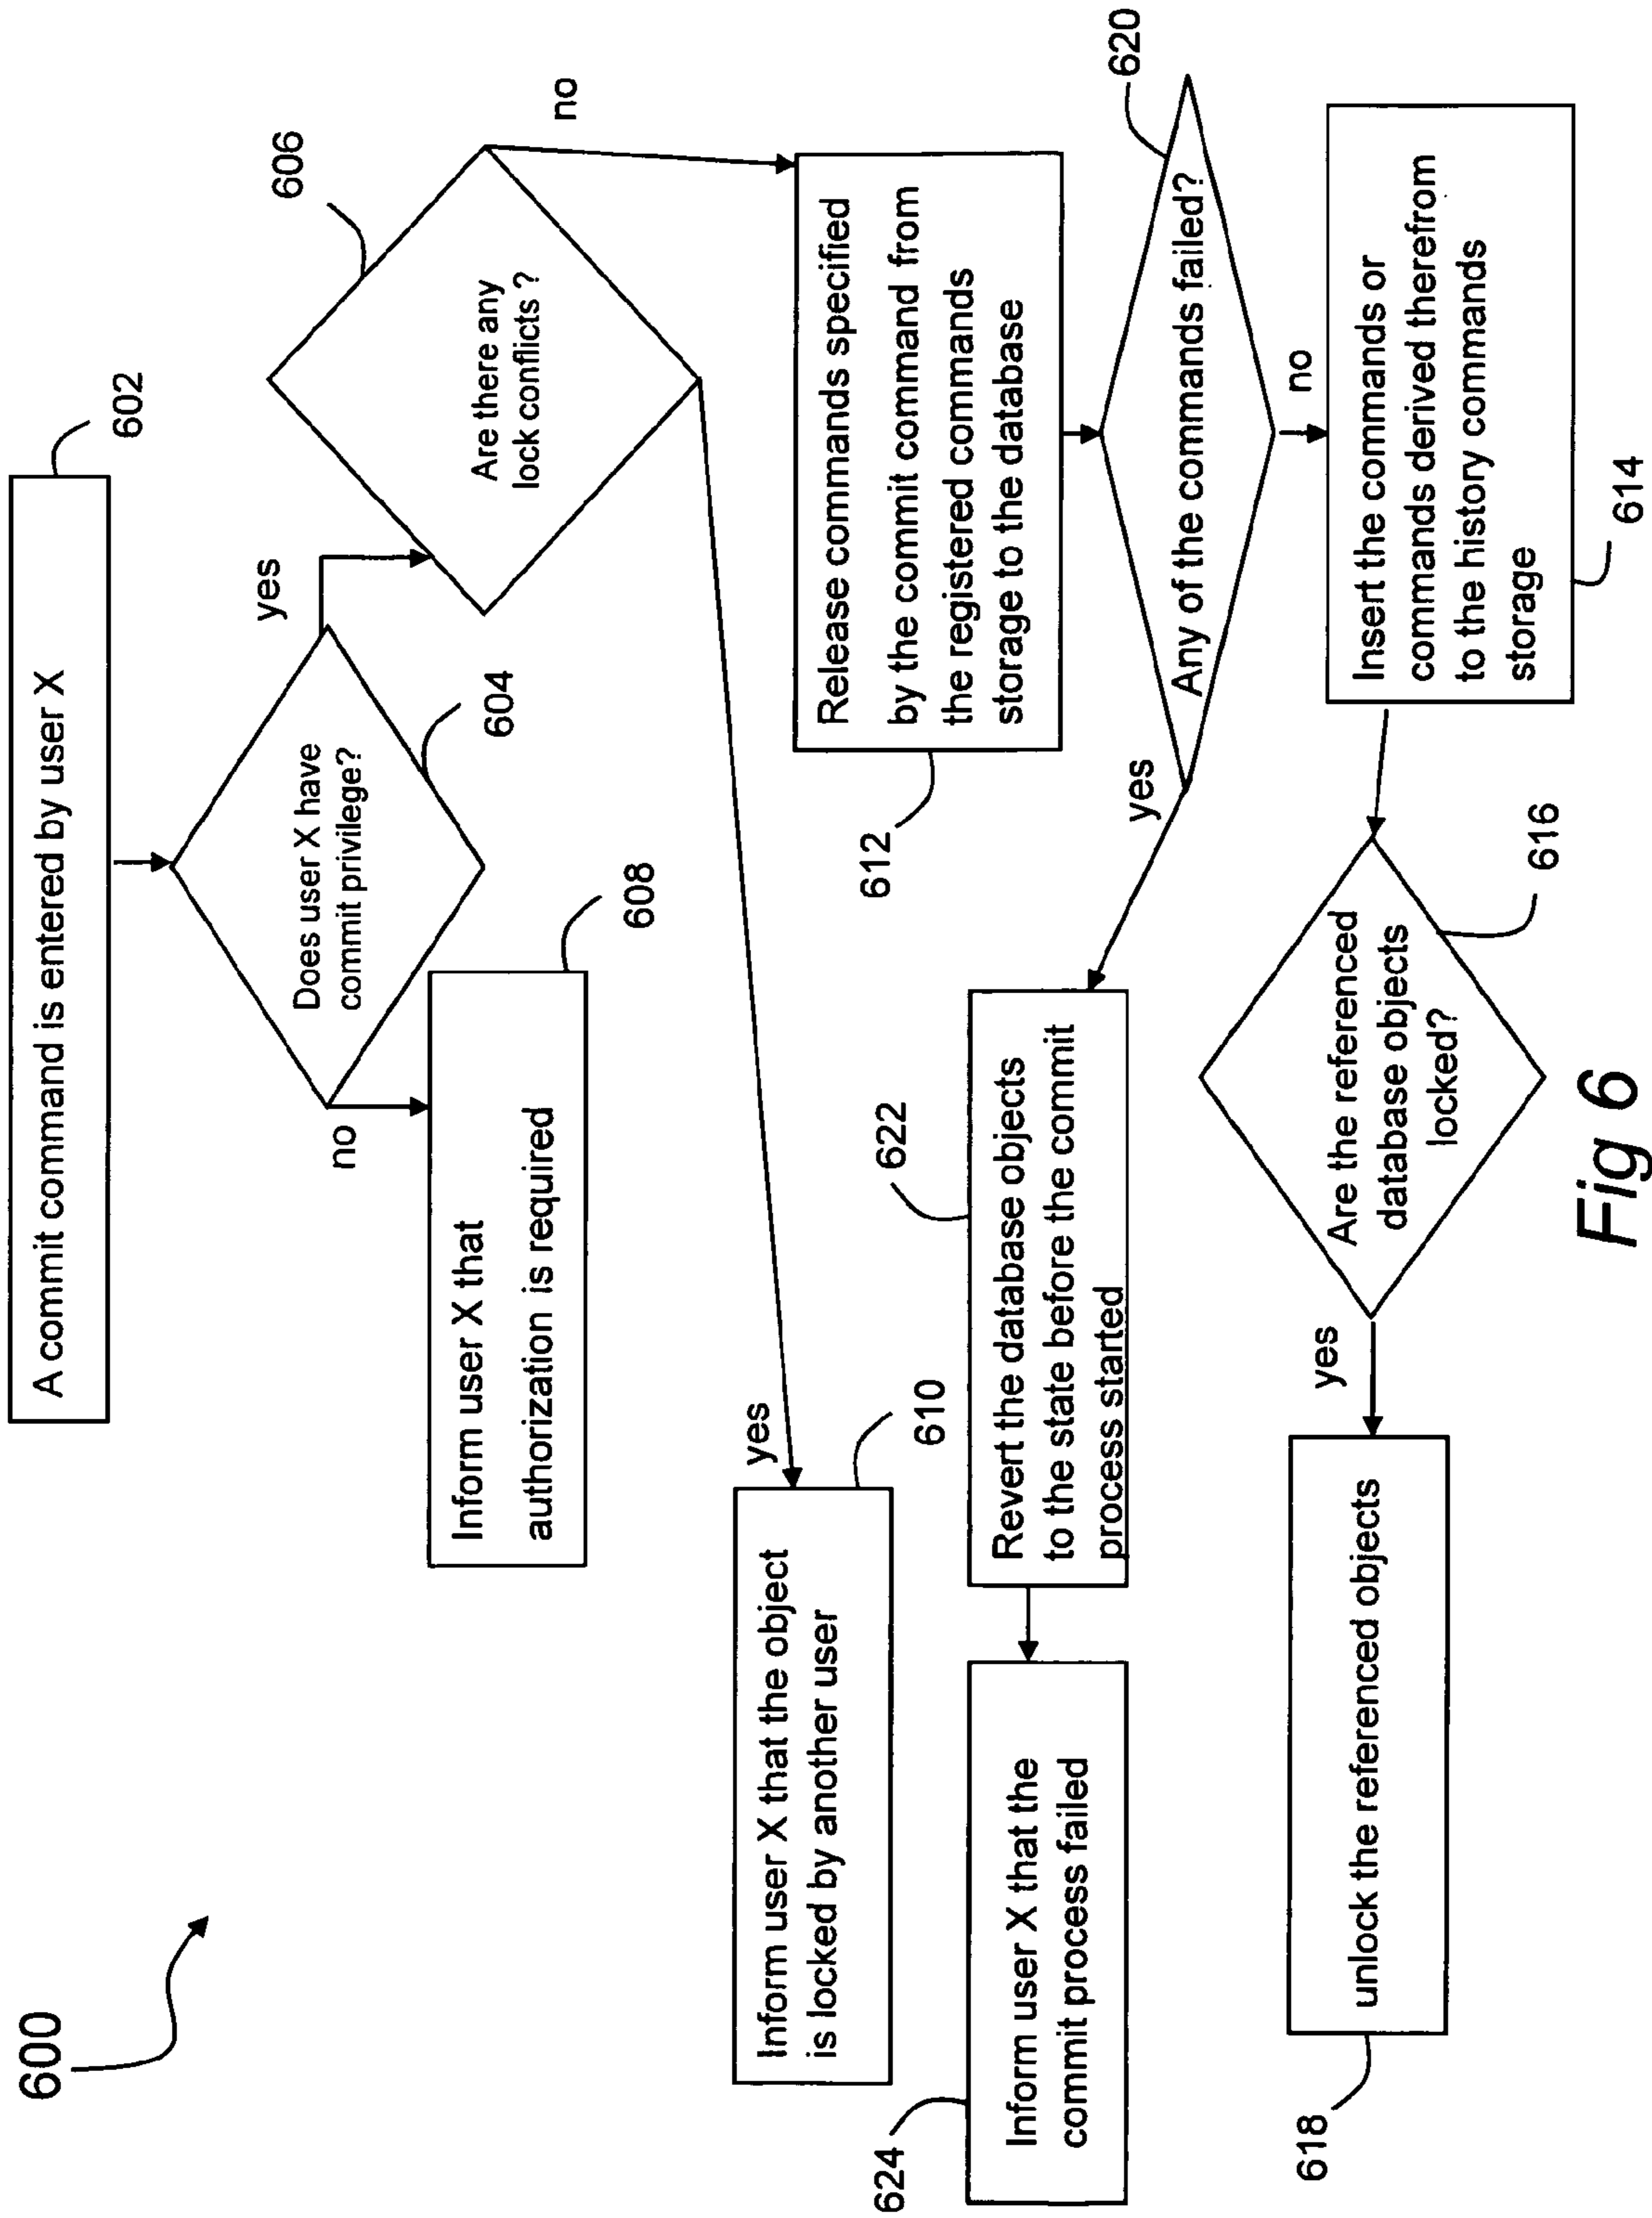 600
A commit command is entered by user X
602
Does user X have
commit privilege?
604
yes
no
Are there any
lock conflicts ?
606
no
yes
Inform user X that
authorization is required
608
Inform user X that the object
is locked by another user
610
Release commands specified
by the commit command from
the registered commands
storage to the database
612
Any of the commands failed?
620
yes
no
Revert the database objects
to the state before the commit
process started
622
Inform user X that the
commit process failed
624
Insert the commands or
commands derived therefrom
to the history commands
storage
614
Are the referenced
database objects
locked?
616
yes
unlock the referenced objects
618
Fig 6